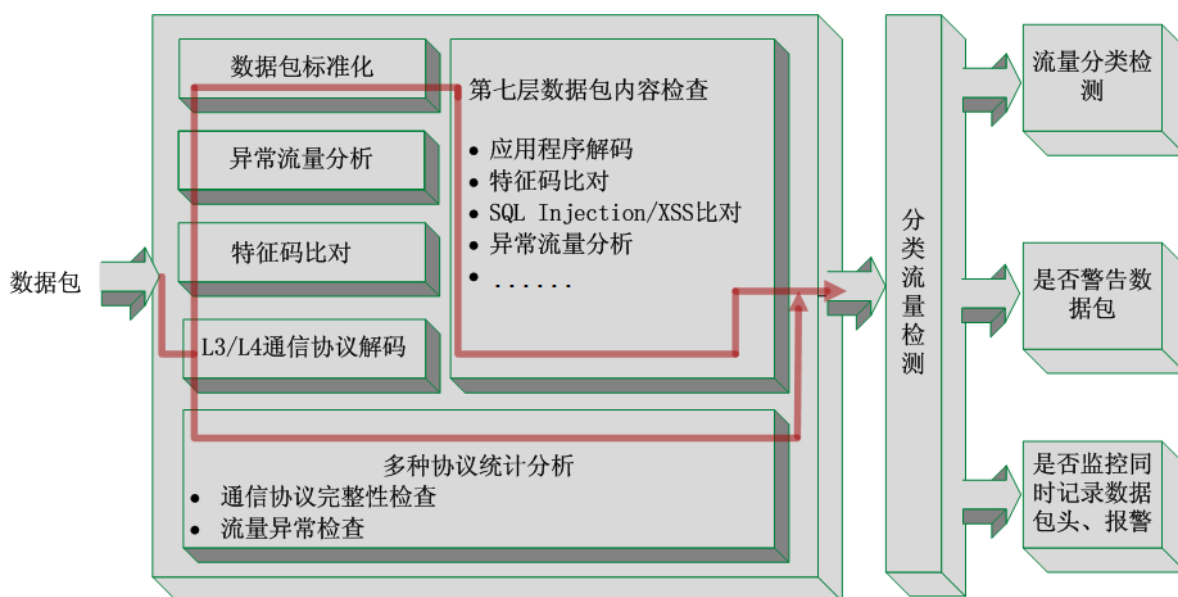 数据包
数据包标准化
异常流量分析
特征码比对
L3/L4通信协议解码
第七层数据包内容检查
● 应用程序解码
● 特征码比对
● SQL Injection/XSS比对
● 异常流量分析
● ......
多种协议统计分析
● 通信协议完整性检查
● 流量异常检查
分
类
流
量
检
测
流量分类检
测
是否警告数
据包
是否监控同
时记录数据
包头、报警